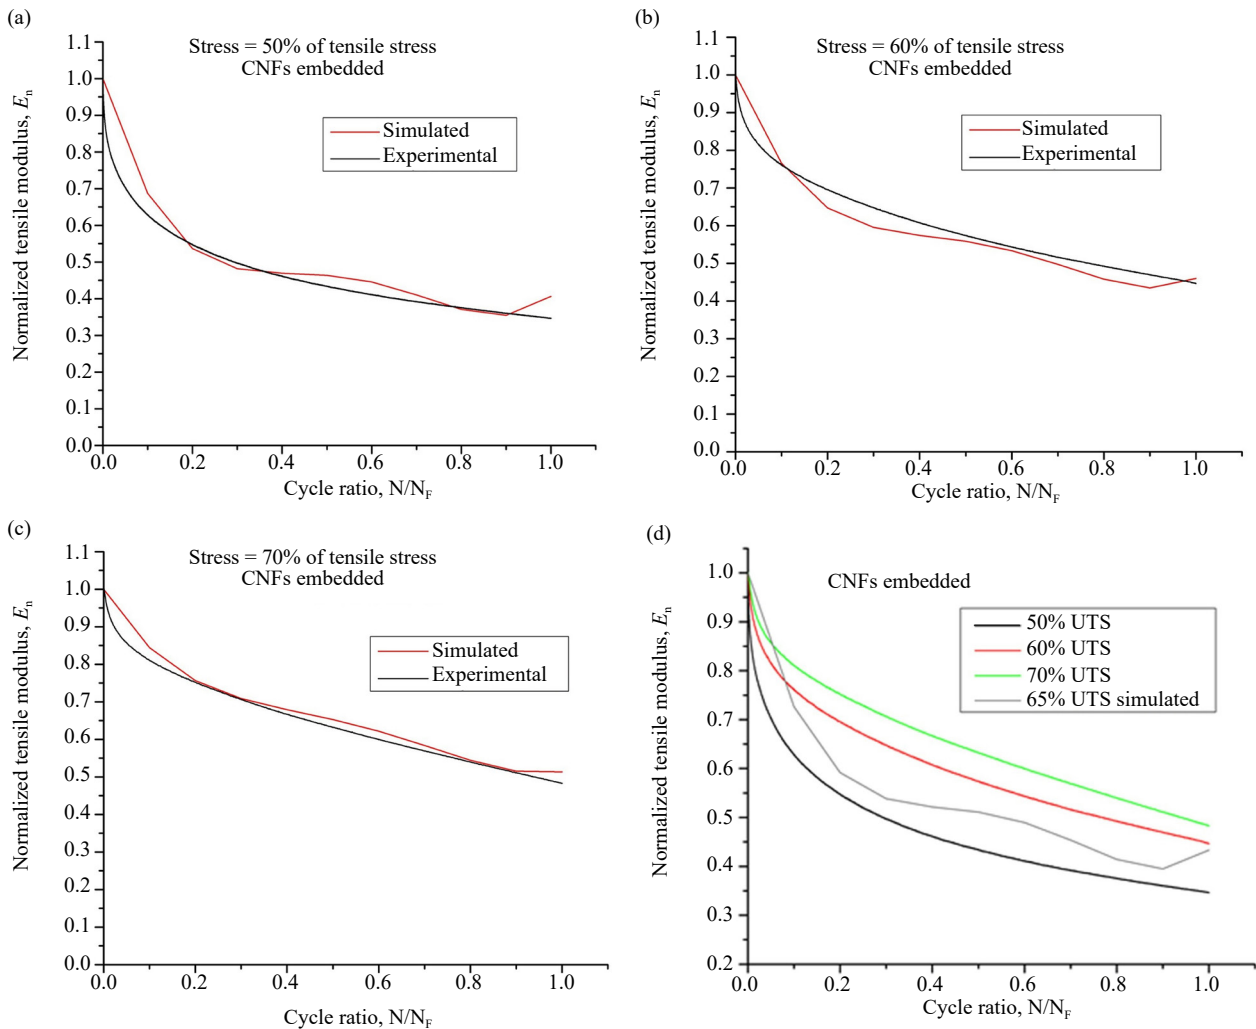 (a)
Stress = 50% of tensile stress
CNFs embedded
Simulated
Experimental
Normalized tensile modulus, Eₙ
1.1
1.0
0.9
0.8
0.7
0.6
0.5
0.4
0.3
0.2
0.1
0.0
0.0 0.2 0.4 0.6 0.8 1.0
Cycle ratio, N/N_F
(b)
Stress = 60% of tensile stress
CNFs embedded
Simulated
Experimental
Normalized tensile modulus, Eₙ
1.1
1.0
0.9
0.8
0.7
0.6
0.5
0.4
0.3
0.2
0.1
0.0
0.0 0.2 0.4 0.6 0.8 1.0
Cycle ratio, N/N_F
(c)
Stress = 70% of tensile stress
CNFs embedded
Simulated
Experimental
Normalized tensile modulus, Eₙ
1.1
1.0
0.9
0.8
0.7
0.6
0.5
0.4
0.3
0.2
0.1
0.0
0.0 0.2 0.4 0.6 0.8 1.0
Cycle ratio, N/N_F
(d)
CNFs embedded
50% UTS
60% UTS
70% UTS
65% UTS simulated
Normalized tensile modulus, Eₙ
1.0
0.9
0.8
0.7
0.6
0.5
0.4
0.3
0.2
0.0 0.2 0.4 0.6 0.8 1.0
Cycle ratio, N/N_F